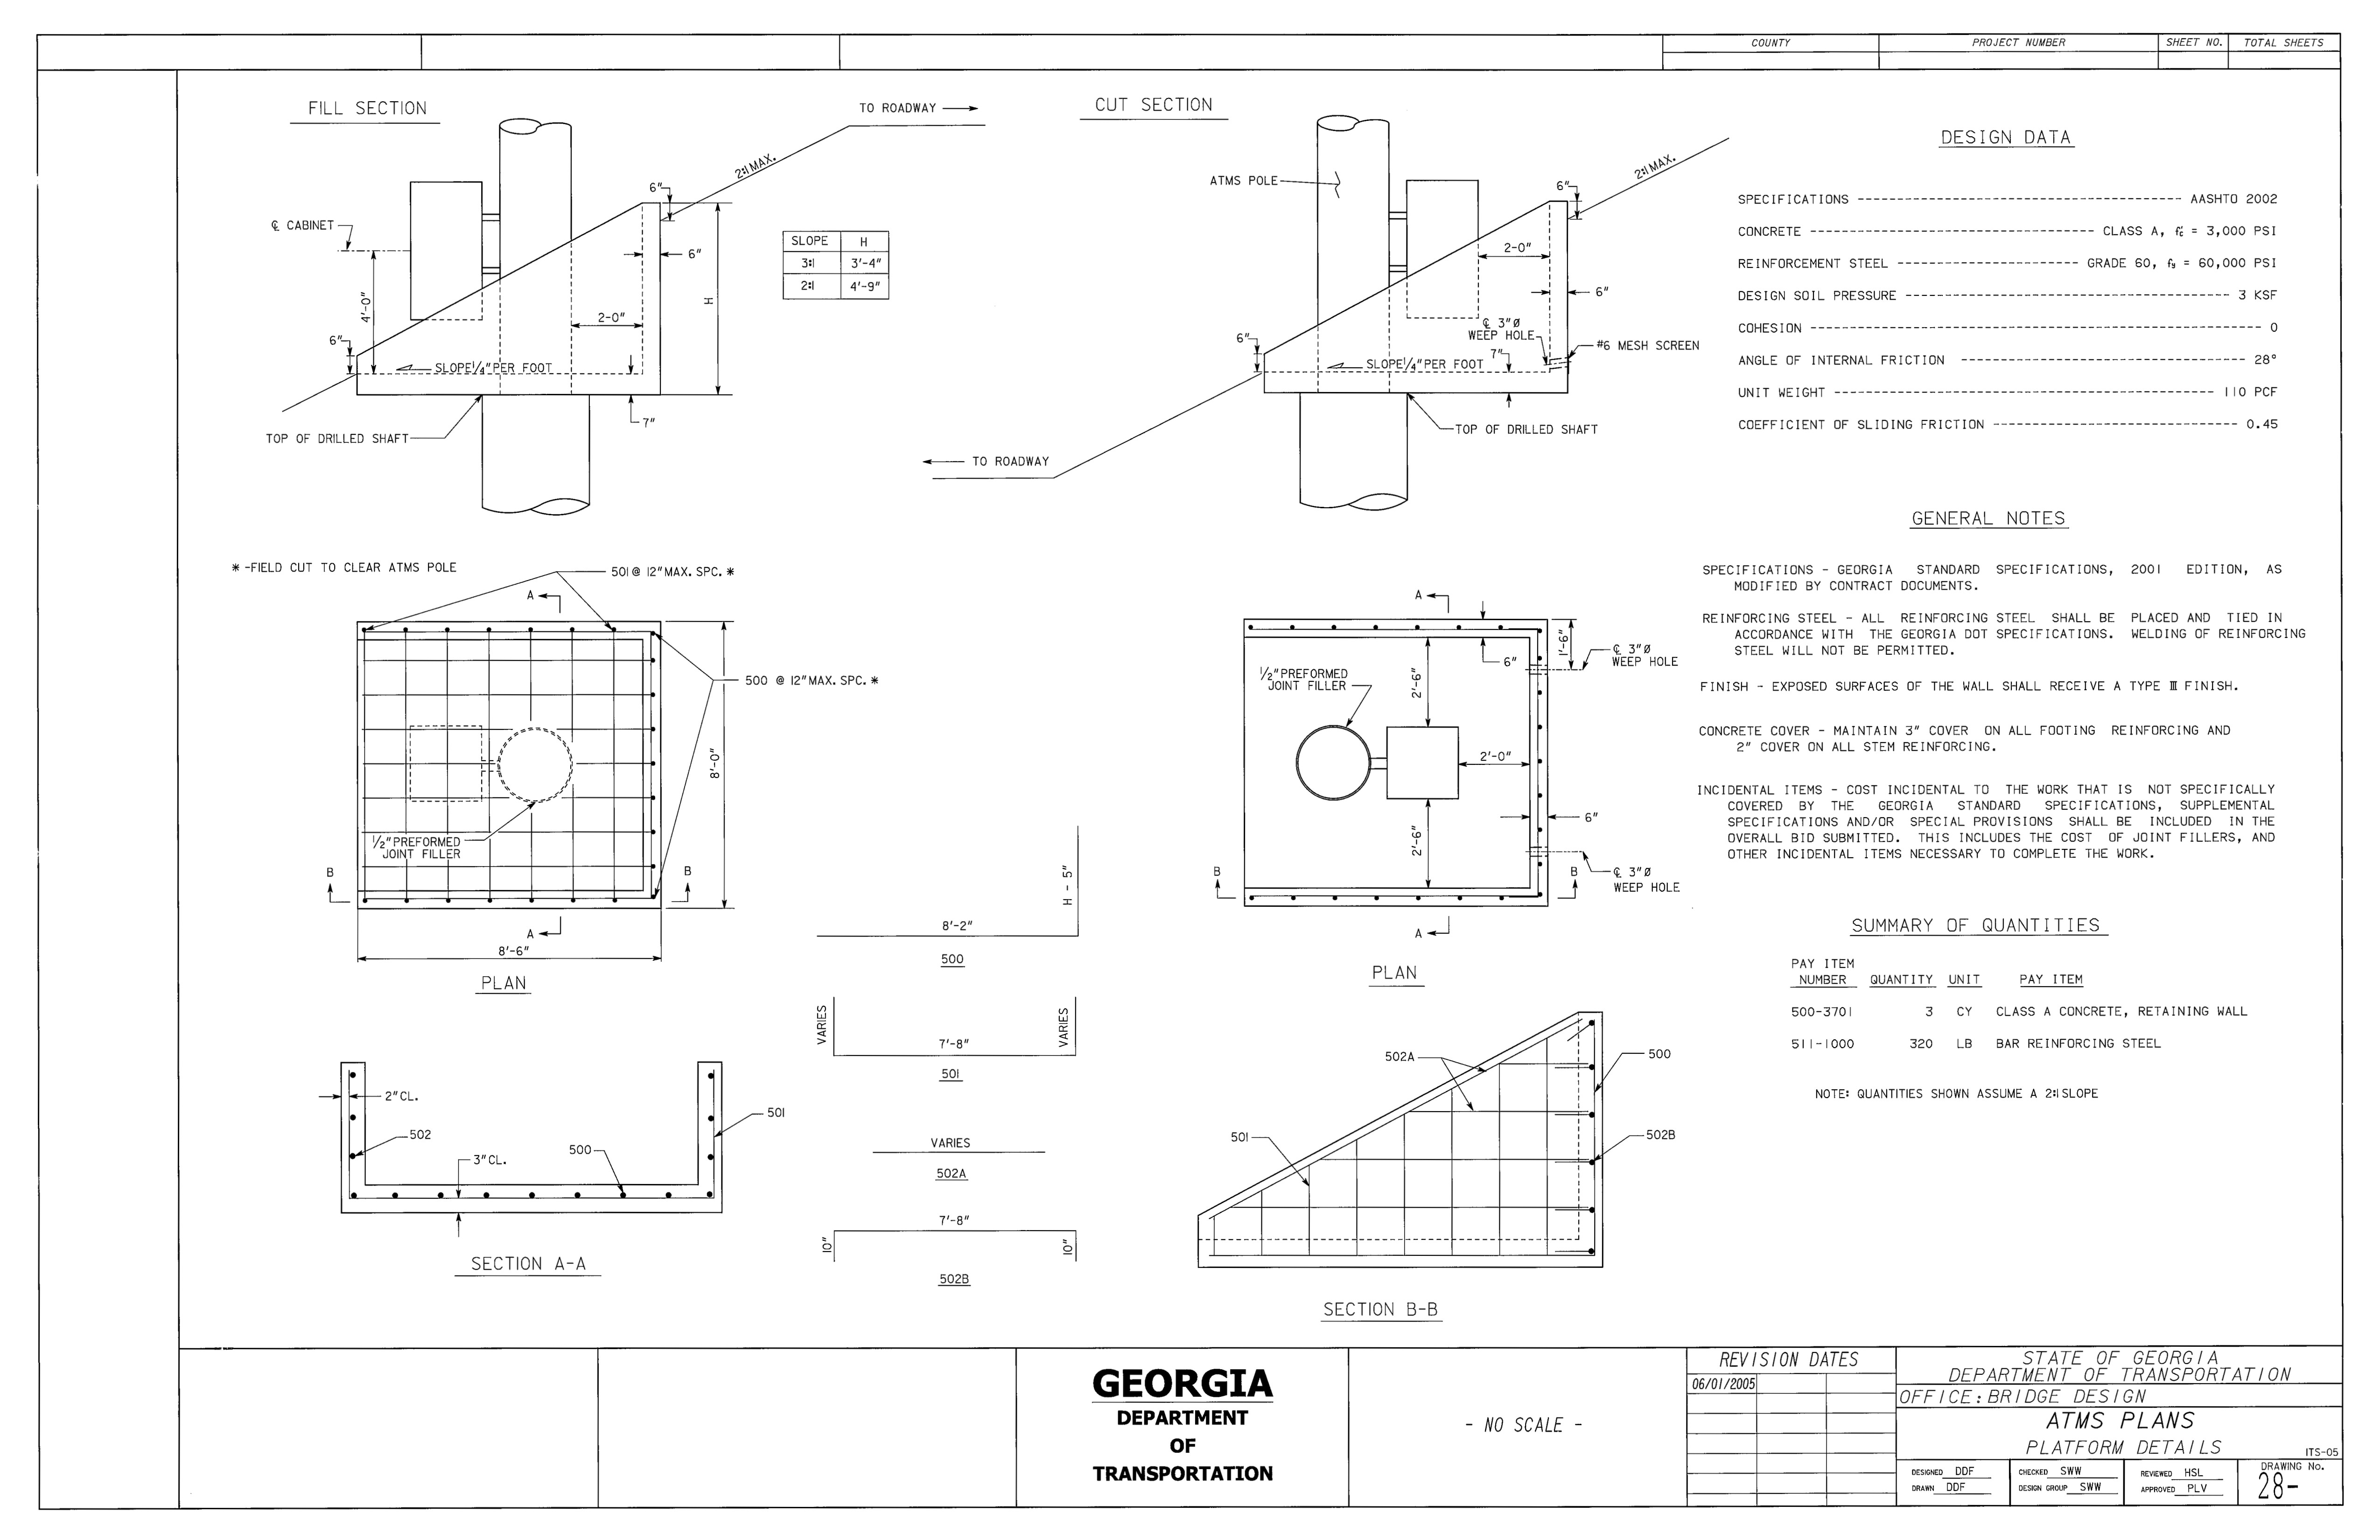 COUNTY
PROJECT NUMBER
SHEET NO.
TOTAL SHEETS
FILL SECTION
TO ROADWAY
2:1 MAX.
6"
℄ CABINET
6"
4'-0"
2-0"
H
6"
SLOPE 1/4" PER FOOT
7"
TOP OF DRILLED SHAFT
SLOPE H
3:1 3'-4"
2:1 4'-9"
CUT SECTION
2:1 MAX.
ATMS POLE
6"
2-0"
6"
℄ 3"Ø
WEEP HOLE
#6 MESH SCREEN
6"
7"
SLOPE 1/4" PER FOOT
TOP OF DRILLED SHAFT
TO ROADWAY
DESIGN DATA
SPECIFICATIONS AASHTO 2002
CONCRETE CLASS A, f'c = 3,000 PSI
REINFORCEMENT STEEL GRADE 60, fy = 60,000 PSI
DESIGN SOIL PRESSURE 3 KSF
COHESION 0
ANGLE OF INTERNAL FRICTION 28°
UNIT WEIGHT 110 PCF
COEFFICIENT OF SLIDING FRICTION 0.45
GENERAL NOTES
SPECIFICATIONS - GEORGIA STANDARD SPECIFICATIONS, 2001 EDITION, AS
MODIFIED BY CONTRACT DOCUMENTS.
REINFORCING STEEL - ALL REINFORCING STEEL SHALL BE PLACED AND TIED IN
ACCORDANCE WITH THE GEORGIA DOT SPECIFICATIONS. WELDING OF REINFORCING
STEEL WILL NOT BE PERMITTED.
FINISH - EXPOSED SURFACES OF THE WALL SHALL RECEIVE A TYPE III FINISH.
CONCRETE COVER - MAINTAIN 3" COVER ON ALL FOOTING REINFORCING AND
2" COVER ON ALL STEM REINFORCING.
INCIDENTAL ITEMS - COST INCIDENTAL TO THE WORK THAT IS NOT SPECIFICALLY
COVERED BY THE GEORGIA STANDARD SPECIFICATIONS, SUPPLEMENTAL
SPECIFICATIONS AND/OR SPECIAL PROVISIONS SHALL BE INCLUDED IN THE
OVERALL BID SUBMITTED. THIS INCLUDES THE COST OF JOINT FILLERS, AND
OTHER INCIDENTAL ITEMS NECESSARY TO COMPLETE THE WORK.
SUMMARY OF QUANTITIES
PAY ITEM
NUMBER QUANTITY UNIT PAY ITEM
500-3701 3 CY CLASS A CONCRETE, RETAINING WALL
511-1000 320 LB BAR REINFORCING STEEL
NOTE: QUANTITIES SHOWN ASSUME A 2:1 SLOPE
* -FIELD CUT TO CLEAR ATMS POLE
501 @ 12" MAX. SPC. *
A
500 @ 12" MAX. SPC. *
8'-0"
1/2" PREFORMED
JOINT FILLER
B
B
A
8'-6"
PLAN
A
1'-6"
℄ 3"Ø
WEEP HOLE
6"
1/2" PREFORMED
JOINT FILLER
2'-6"
2'-0"
2'-6"
6"
B
B
℄ 3"Ø
WEEP HOLE
A
PLAN
H - 5"
8'-2"
500
VARIES
VARIES
7'-8"
501
VARIES
502A
7'-8"
10"
10"
502B
2" CL.
502
3" CL.
500
501
SECTION A-A
502A
500
501
502B
SECTION B-B
GEORGIA
DEPARTMENT
OF
TRANSPORTATION
- NO SCALE -
REVISION DATES
06/01/2005
STATE OF GEORGIA
DEPARTMENT OF TRANSPORTATION
OFFICE: BRIDGE DESIGN
ATMS PLANS
PLATFORM DETAILS
ITS-05
DESIGNED DDF
DRAWN DDF
CHECKED SWW
DESIGN GROUP SWW
REVIEWED HSL
APPROVED PLV
DRAWING No.
28-